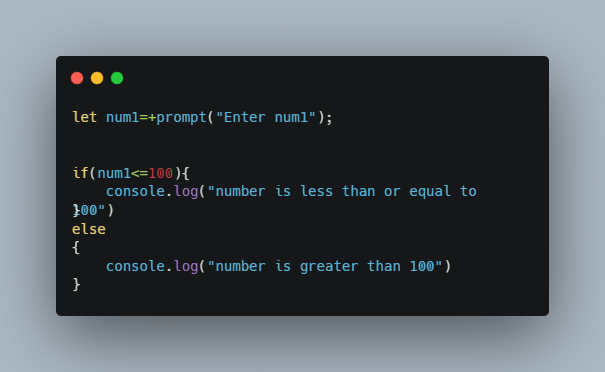 let num1=+prompt("Enter num1");
if(num1<=100){
console.log("number is less than or equal to
100")
}
else
{
console.log("number is greater than 100")
}